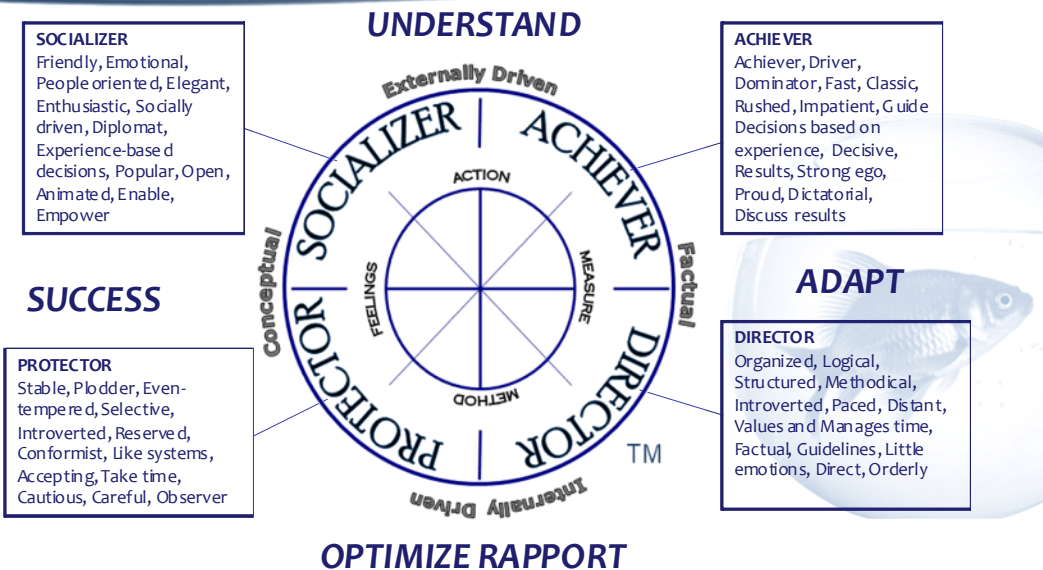 UNDERSTAND
SOCIALIZER
Friendly, Emotional,
People oriented, Elegant,
Enthusiastic, Socially
driven, Diplomat,
Experience-based
decisions, Popular, Open,
Animated, Enable,
Empower
ACHIEVER
Achiever, Driver,
Dominator, Fast, Classic,
Rushed, Impatient, Guide
Decisions based on
experience, Decisive,
Results, Strong ego,
Proud, Dictatorial,
Discuss results
Externally Driven
SOCIALIZER
ACHIEVER
ACTION
Conceptual
FEELINGS
MEASURE
Factual
SUCCESS
ADAPT
PROTECTOR
Stable, Plodder, Even-
tempered, Selective,
Introverted, Reserved,
Conformist, Like systems,
Accepting, Take time,
Cautious, Careful, Observer
METHOD
PROTECTOR
DIRECTOR
TM
Internally Driven
DIRECTOR
Organized, Logical,
Structured, Methodical,
Introverted, Paced, Distant,
Values and Manages time,
Factual, Guidelines, Little
emotions, Direct, Orderly
OPTIMIZE RAPPORT